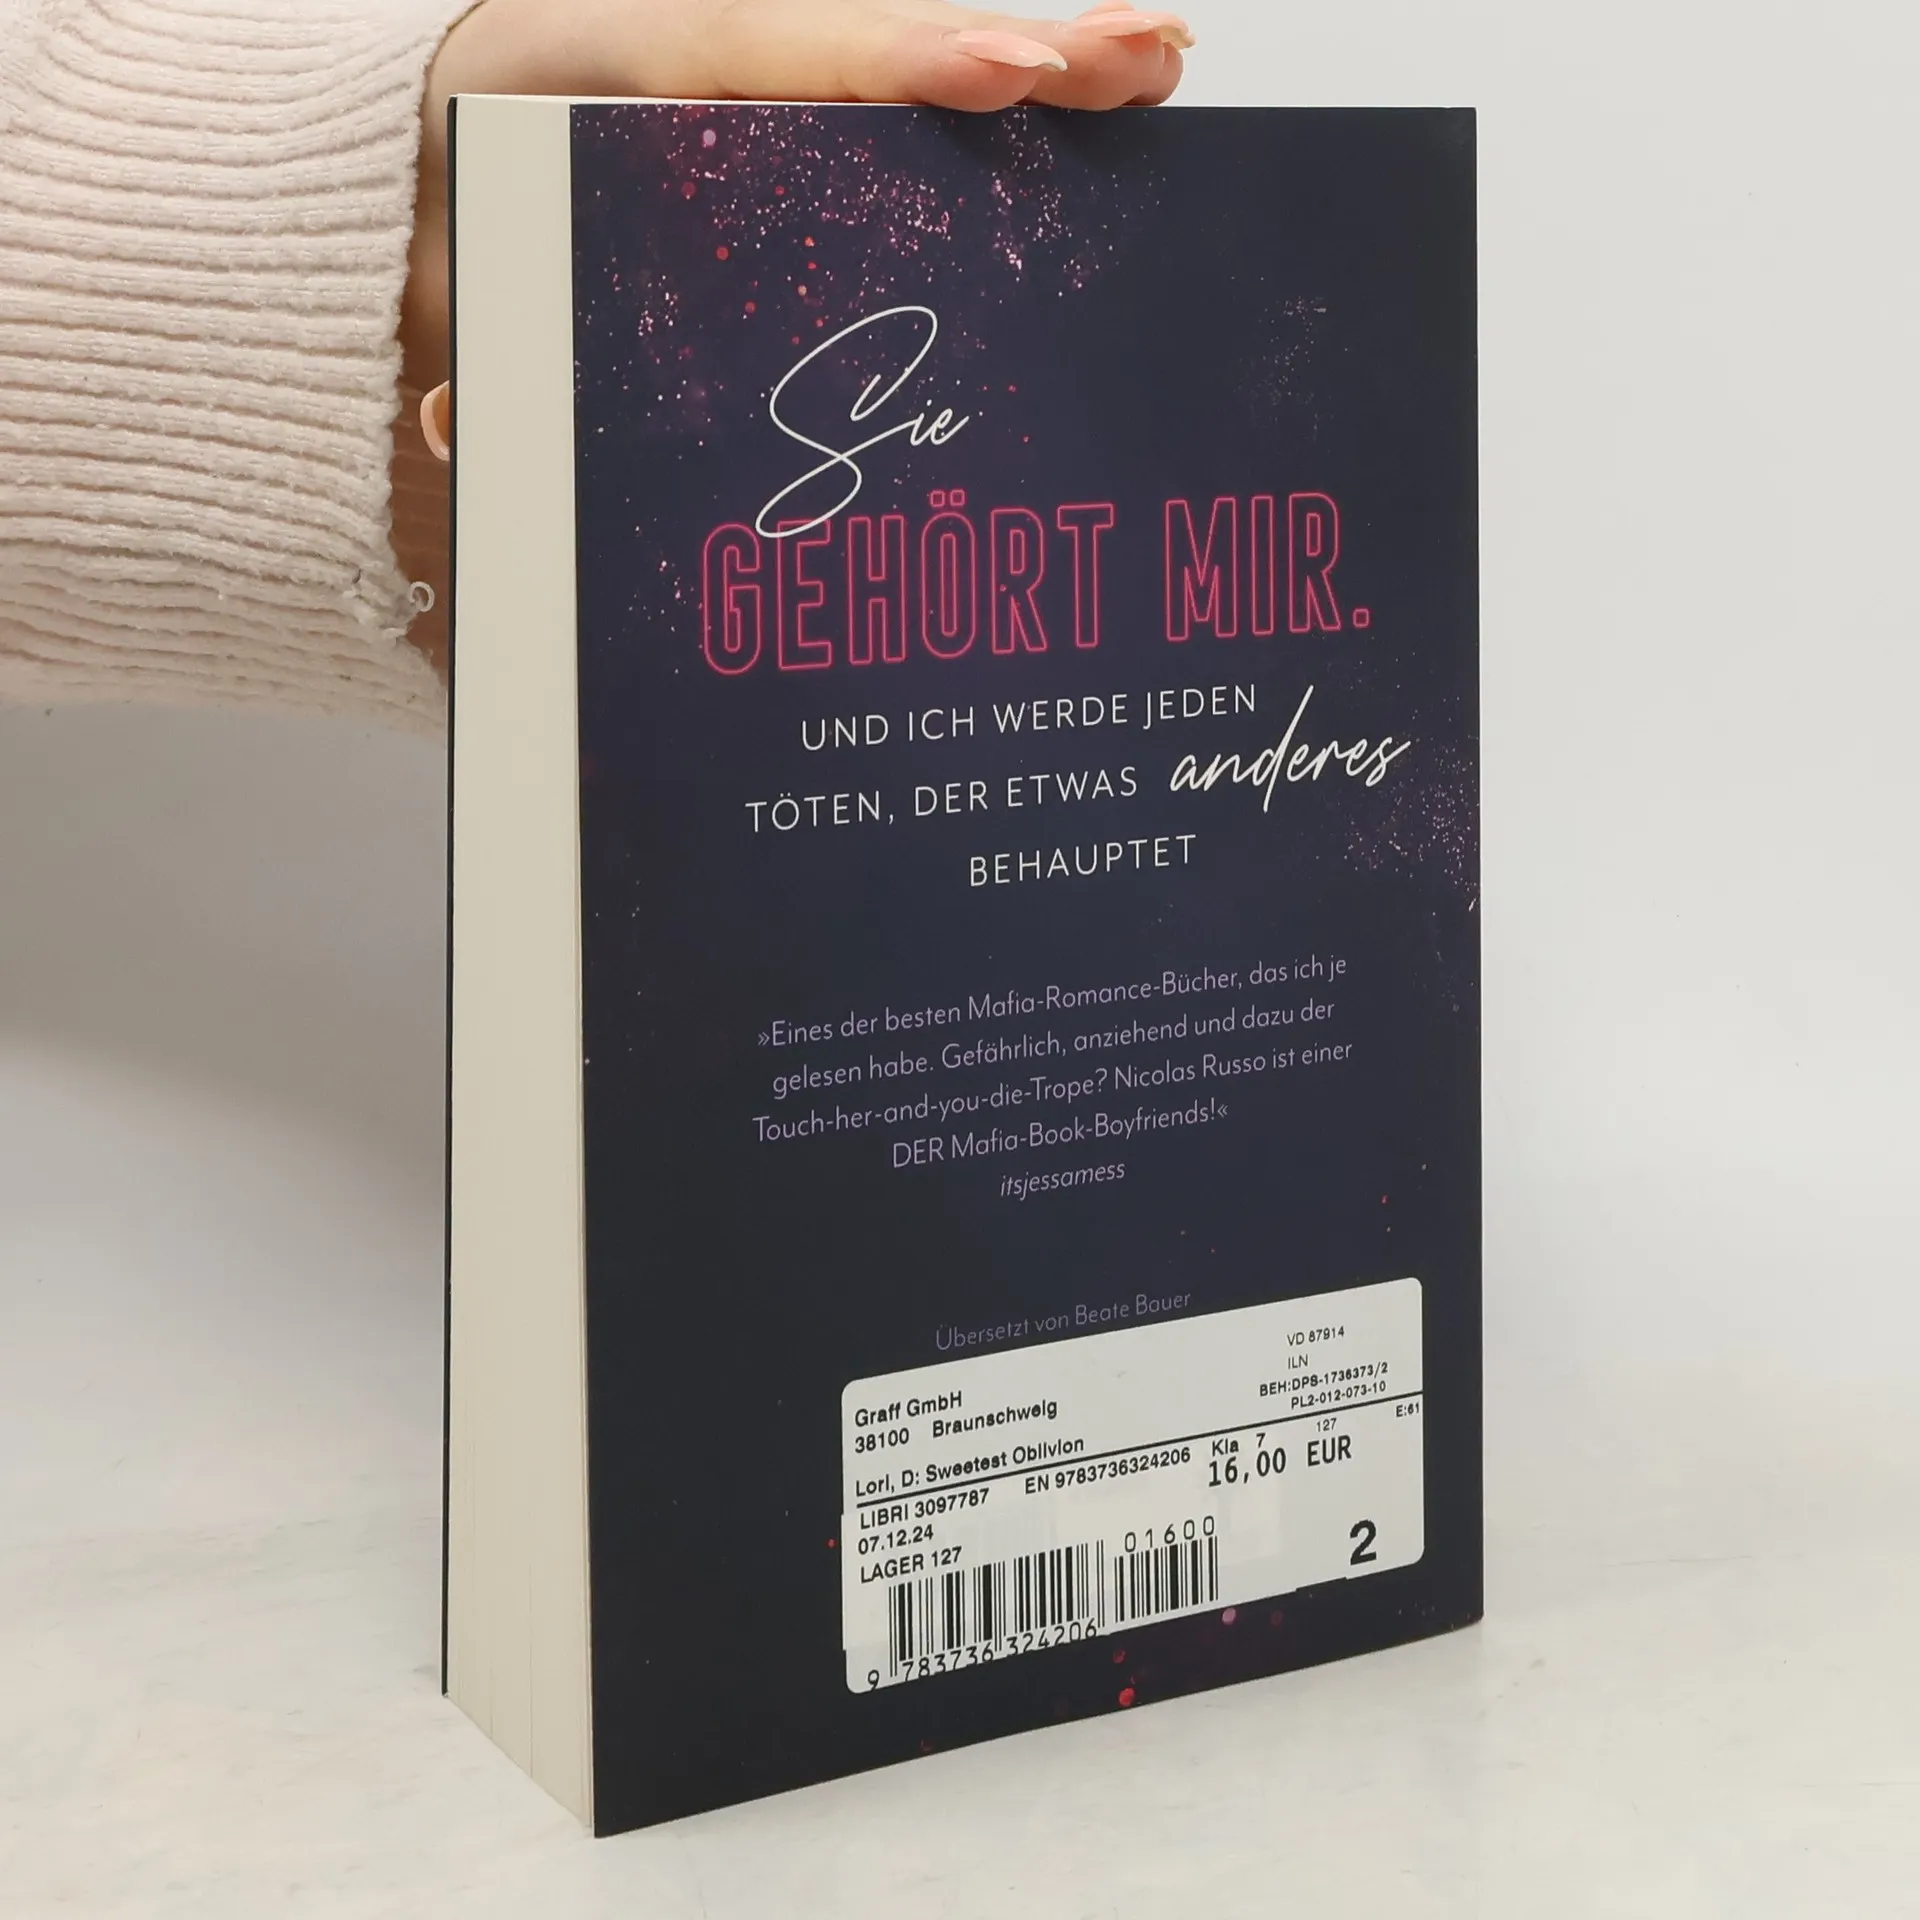 Sie
GEHÖRT MIR.
UND ICH WERDE JEDEN
TÖTEN, DER ETWAS anderes
BEHAUPTET
»Eines der besten Mafia-Romance-Bücher, das ich je
gelesen habe. Gefährlich, anziehend und dazu der
Touch-her-and-you-die-Trope? Nicolas Russo ist einer
DER Mafia-Book-Boyfriends!«
itsjessamess
Übersetzt von Beate Bauer
VD 87914
ILN
BEH:DPS-1736373/2
PL2-012-073-10
Graff GmbH
38100 Braunschweig
Lori, D: Sweetest Oblivion
127 E:61
LIBRI 3097787 EN 9783736324206 Kla 7
16,00 EUR
07.12.24
LAGER 127
01600
2
9 783736 324206